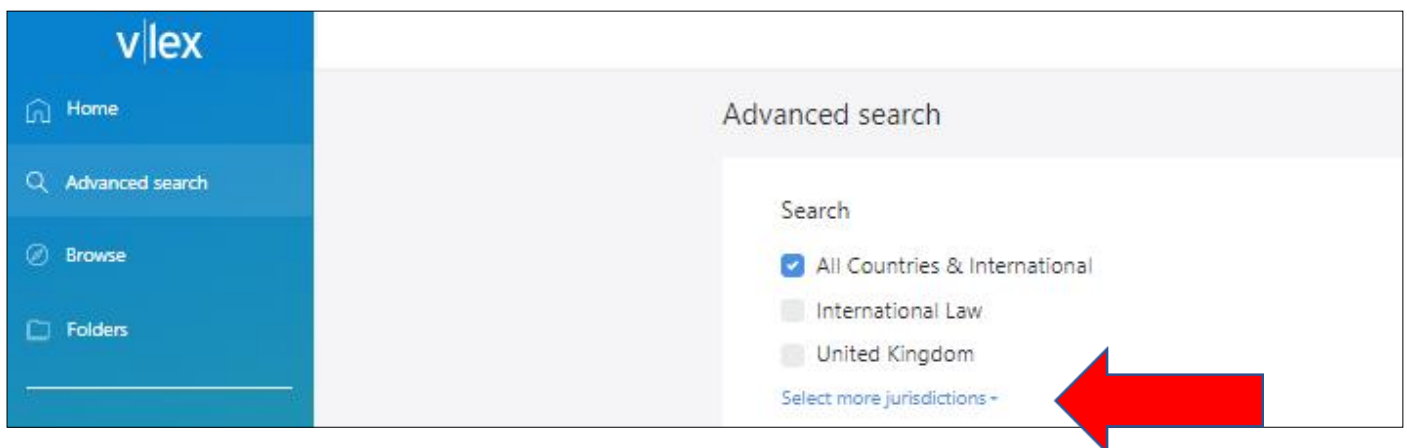 v|lex
Home
Advanced search
Browse
Folders
Advanced search
Search
All Countries & International
International Law
United Kingdom
Select more jurisdictions